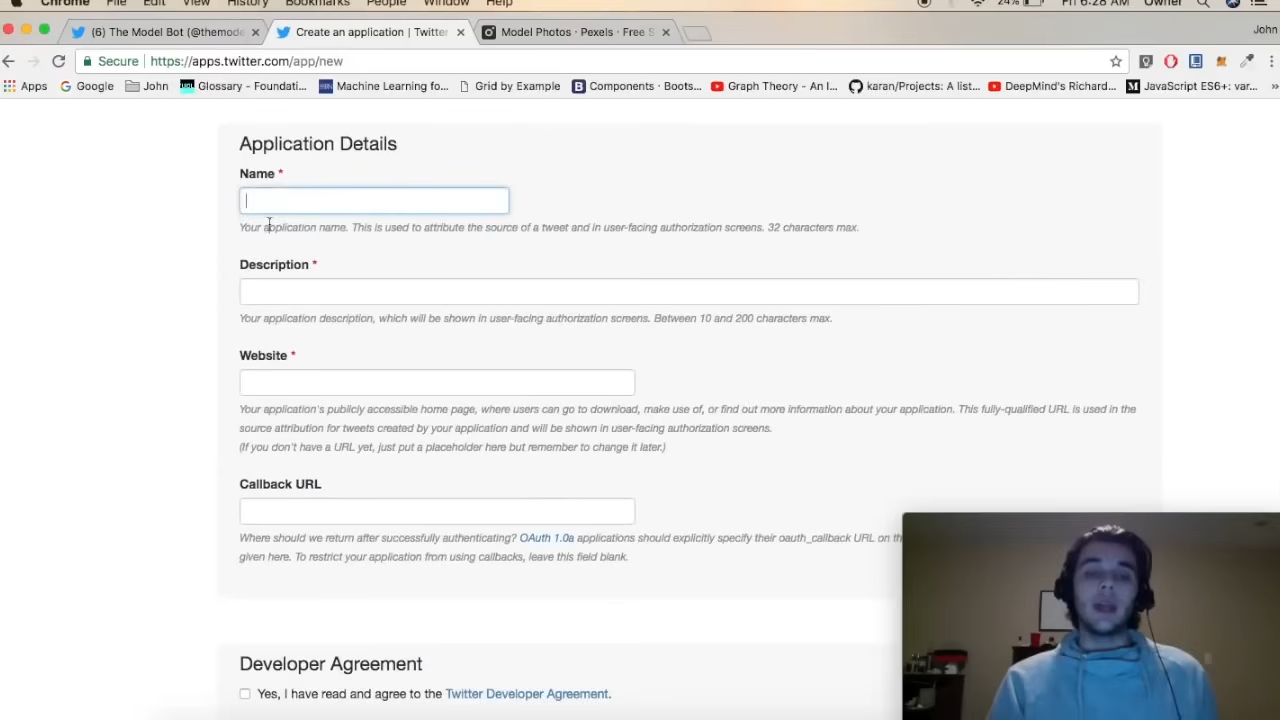 Chrome File Edit View History Bookmarks People Window Help 24% Fri 6:28 AM Owner
(6) The Model Bot (@themode
Create an application | Twitter
Model Photos · Pexels · Free S
John
Secure https://apps.twitter.com/app/new
Apps Google John Glossary - Foundati... Machine Learning fo... Grid by Example Components · Boots... Graph Theory - An I... karan/Projects: A list... DeepMind's Richard... JavaScript ES6+: var... »
Application Details
Name *
Your application name. This is used to attribute the source of a tweet and in user-facing authorization screens. 32 characters max.
Description *
Your application description, which will be shown in user-facing authorization screens. Between 10 and 200 characters max.
Website *
Your application's publicly accessible home page, where users can go to download, make use of, or find out more information about your application. This fully-qualified URL is used in the
source attribution for tweets created by your application and will be shown in user-facing authorization screens.
(If you don't have a URL yet, just put a placeholder here but remember to change it later.)
Callback URL
Where should we return after successfully authenticating? OAuth 1.0a applications should explicitly specify their oauth_callback URL on th
given here. To restrict your application from using callbacks, leave this field blank.
Developer Agreement
Yes, I have read and agree to the Twitter Developer Agreement.